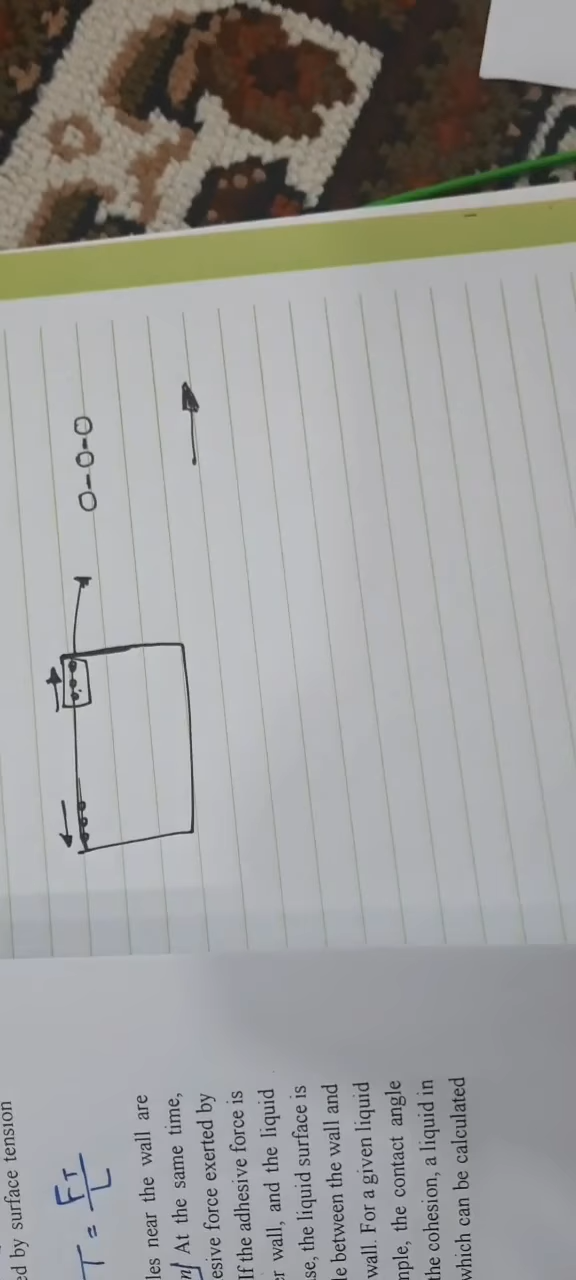 ed by surface tension
T = F_T / L
les near the wall are
At the same time,
esive force exerted by
If the adhesive force is
r wall, and the liquid
se, the liquid surface is
le between the wall and
wall. For a given liquid
mple, the contact angle
he cohesion, a liquid in
which can be calculated